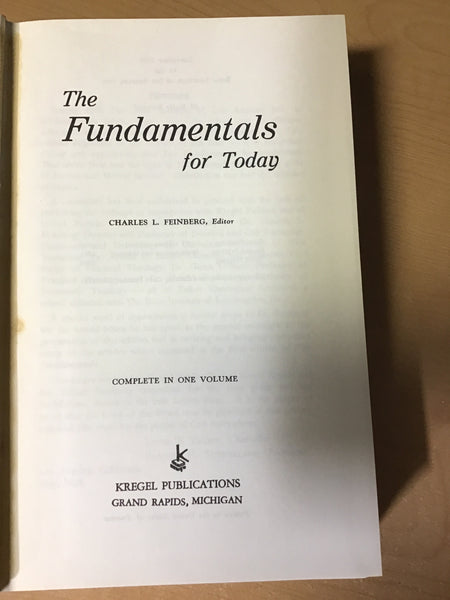 The
Fundamentals
for Today
CHARLES L. FEINBERG, Editor
COMPLETE IN ONE VOLUME
KREGEL PUBLICATIONS
GRAND RAPIDS, MICHIGAN